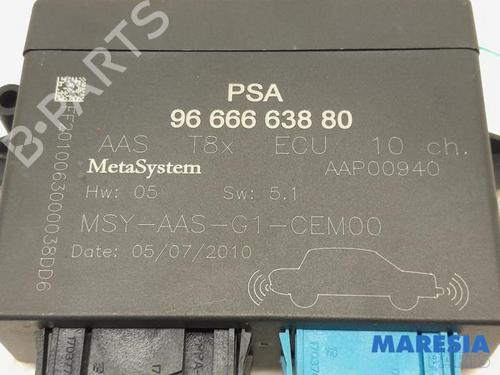 PSA
96 666 638 80
AAS T8x ECU 10 ch.
MetaSystem AAP00940
Hw: 05 Sw: 5.1
MSY-AAS-G1-CEM00
Date: 05/07/2010
B-PARTS
MARESIA